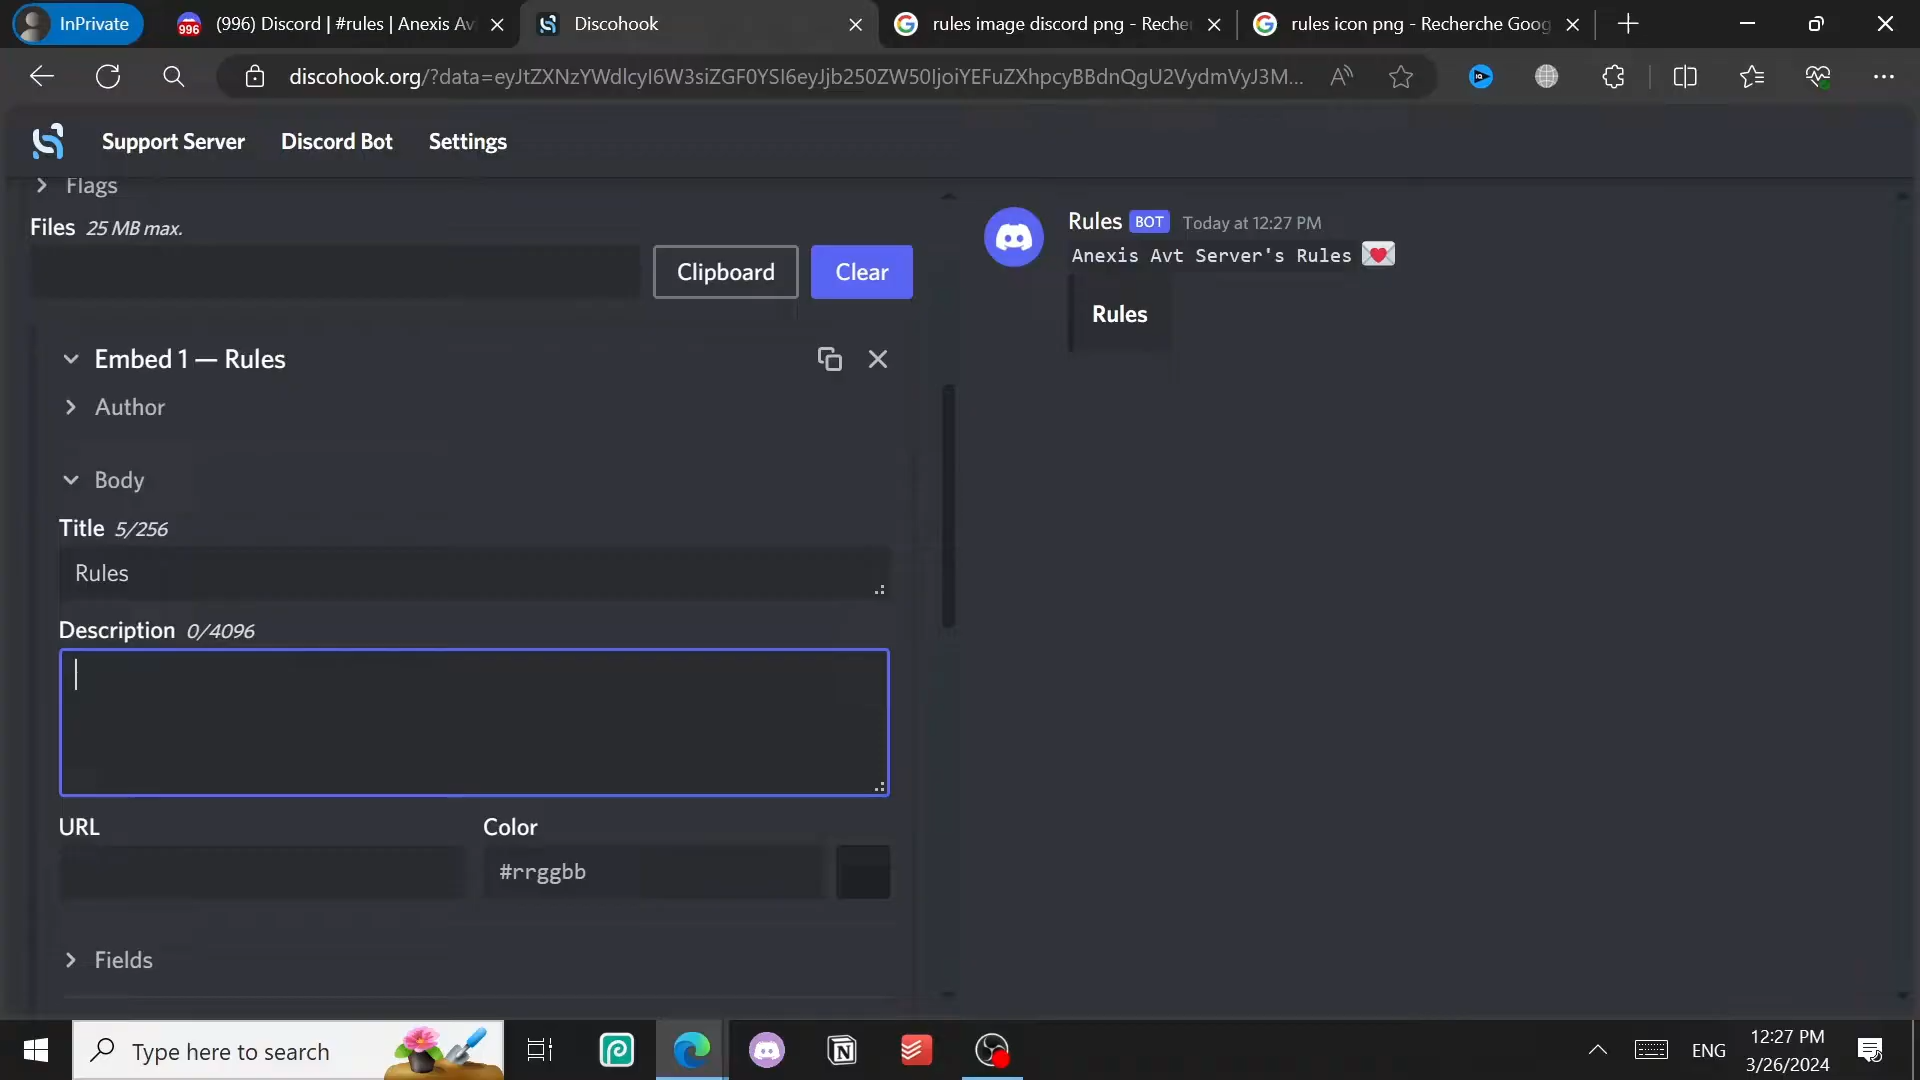 InPrivate
996
(996) Discord | #rules | Anexis Av
Discohook
rules image discord png - Reche
rules icon png - Recherche Goog
discohook.org/?data=eyJtZXNzYWdlcyI6W3siZGF0YSI6eyJjb250ZW50IjoiYEFuZXhpcyBBdnQgU2VydmVyJ3M...
Support Server
Discord Bot
Settings
Flags
Files 25 MB max.
Clipboard
Clear
Embed 1 — Rules
Author
Body
Title 5/256
Rules
Description 0/4096
URL
Color
#rrggbb
Fields
Rules BOT Today at 12:27 PM
Anexis Avt Server's Rules
Rules
Type here to search
ENG
12:27 PM
3/26/2024